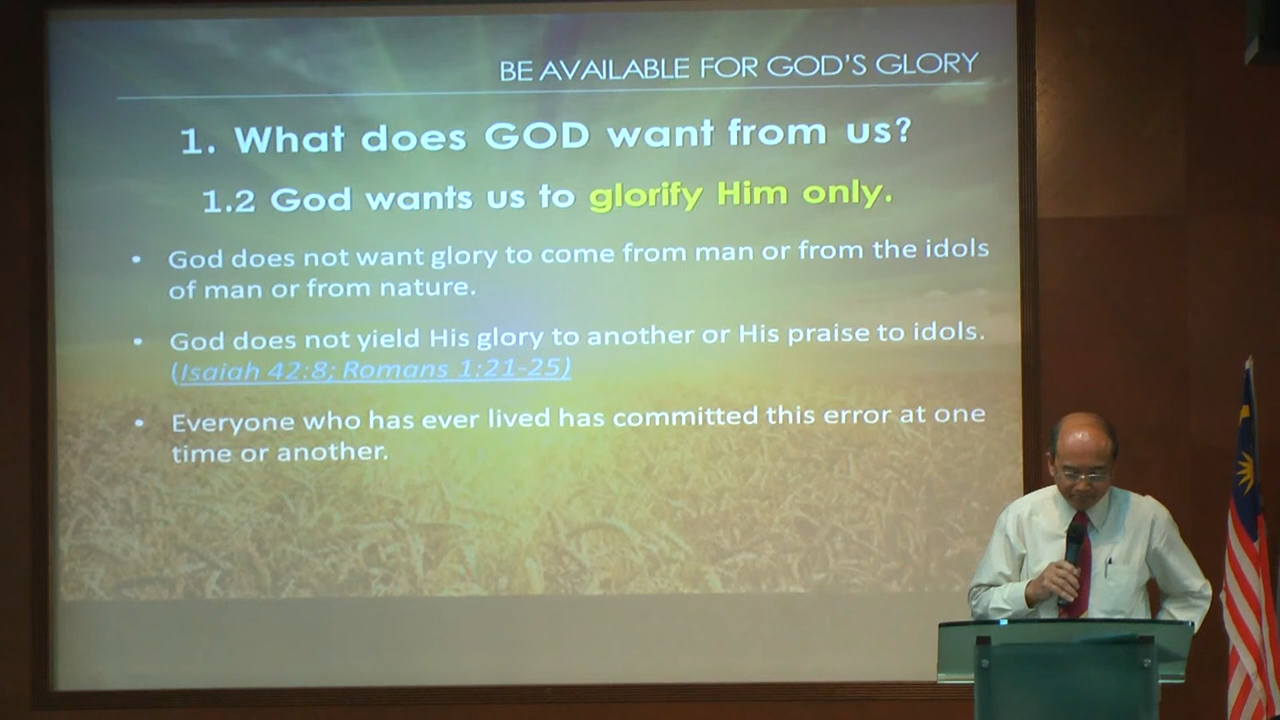 BE AVAILABLE FOR GOD'S GLORY
1. What does GOD want from us?
1.2 God wants us to glorify Him only.
• God does not want glory to come from man or from the idols
of man or from nature.
• God does not yield His glory to another or His praise to idols.
(Isaiah 42:8; Romans 1:21-25)
• Everyone who has ever lived has committed this error at one
time or another.